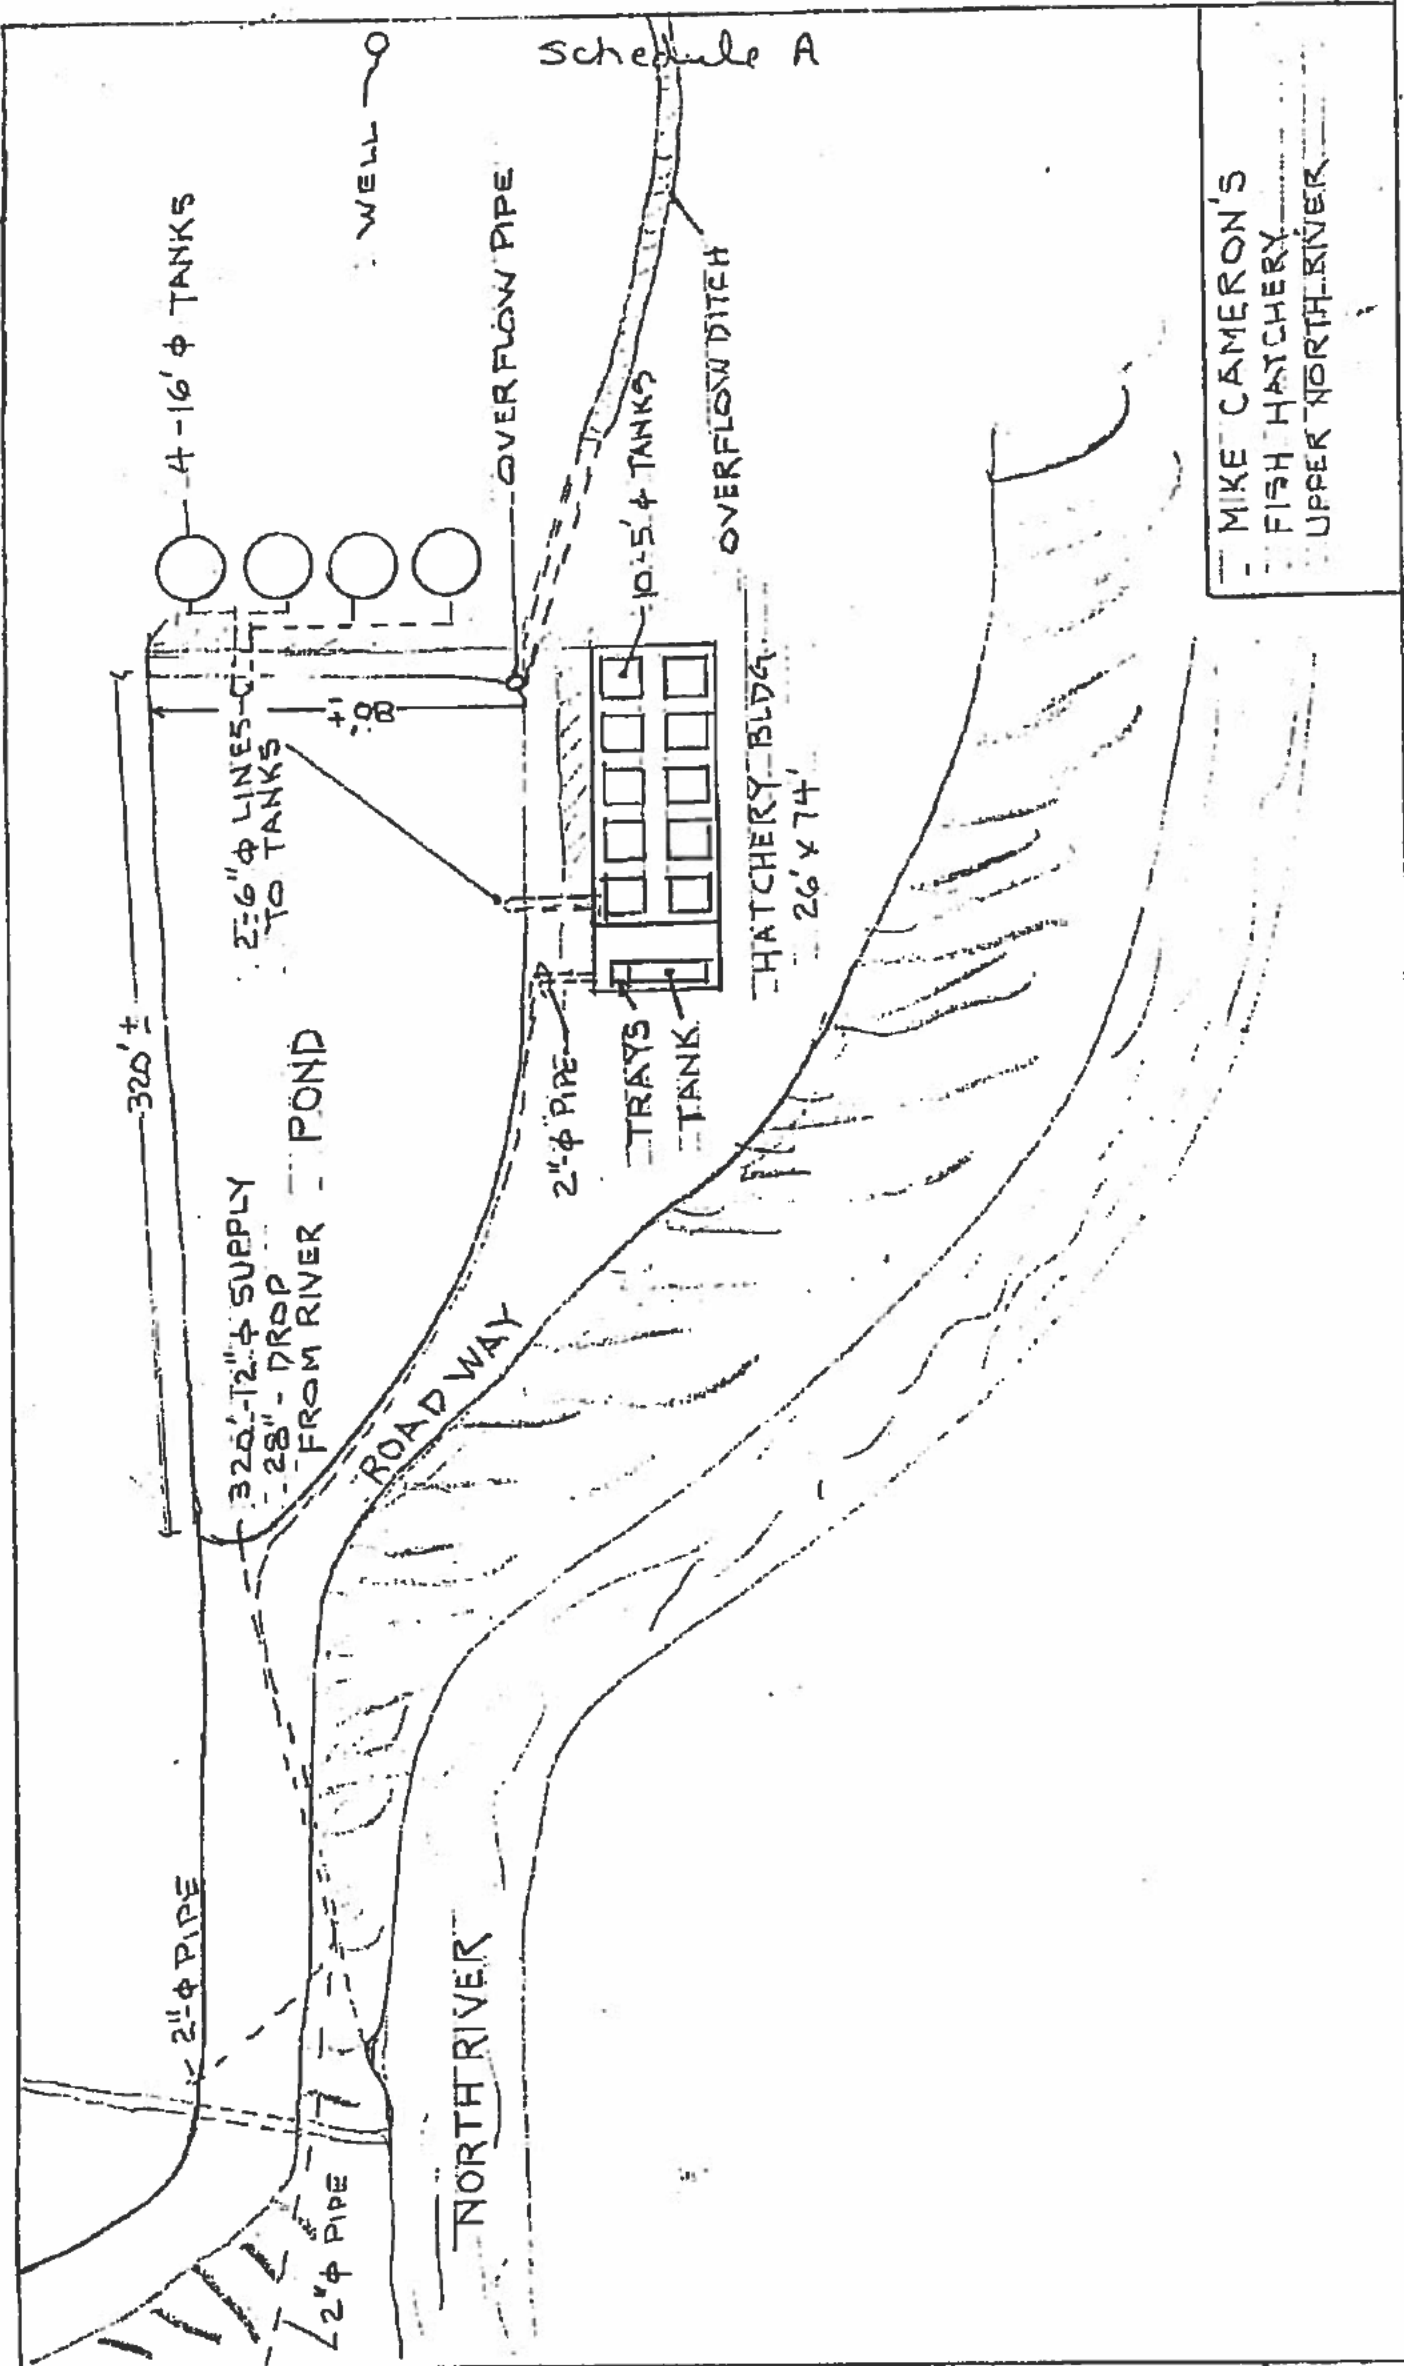 Schedule A
WELL
4-16' ϕ TANKS
OVERFLOW PIPE
OVERFLOW DITCH
10-5' ϕ TANKS
2-6" ϕ LINES
TO TANKS
80' ±
320' ±
320'-12" ϕ SUPPLY
28" - DROP
FROM RIVER
POND
HATCHERY BLDG.
26' x 74'
2" ϕ PIPE
TRAYS
TANK
ROAD WAY
2" ϕ PIPE
2" ϕ PIPE
NORTH RIVER
MIKE CAMERON'S
FISH HATCHERY
UPPER NORTH RIVER